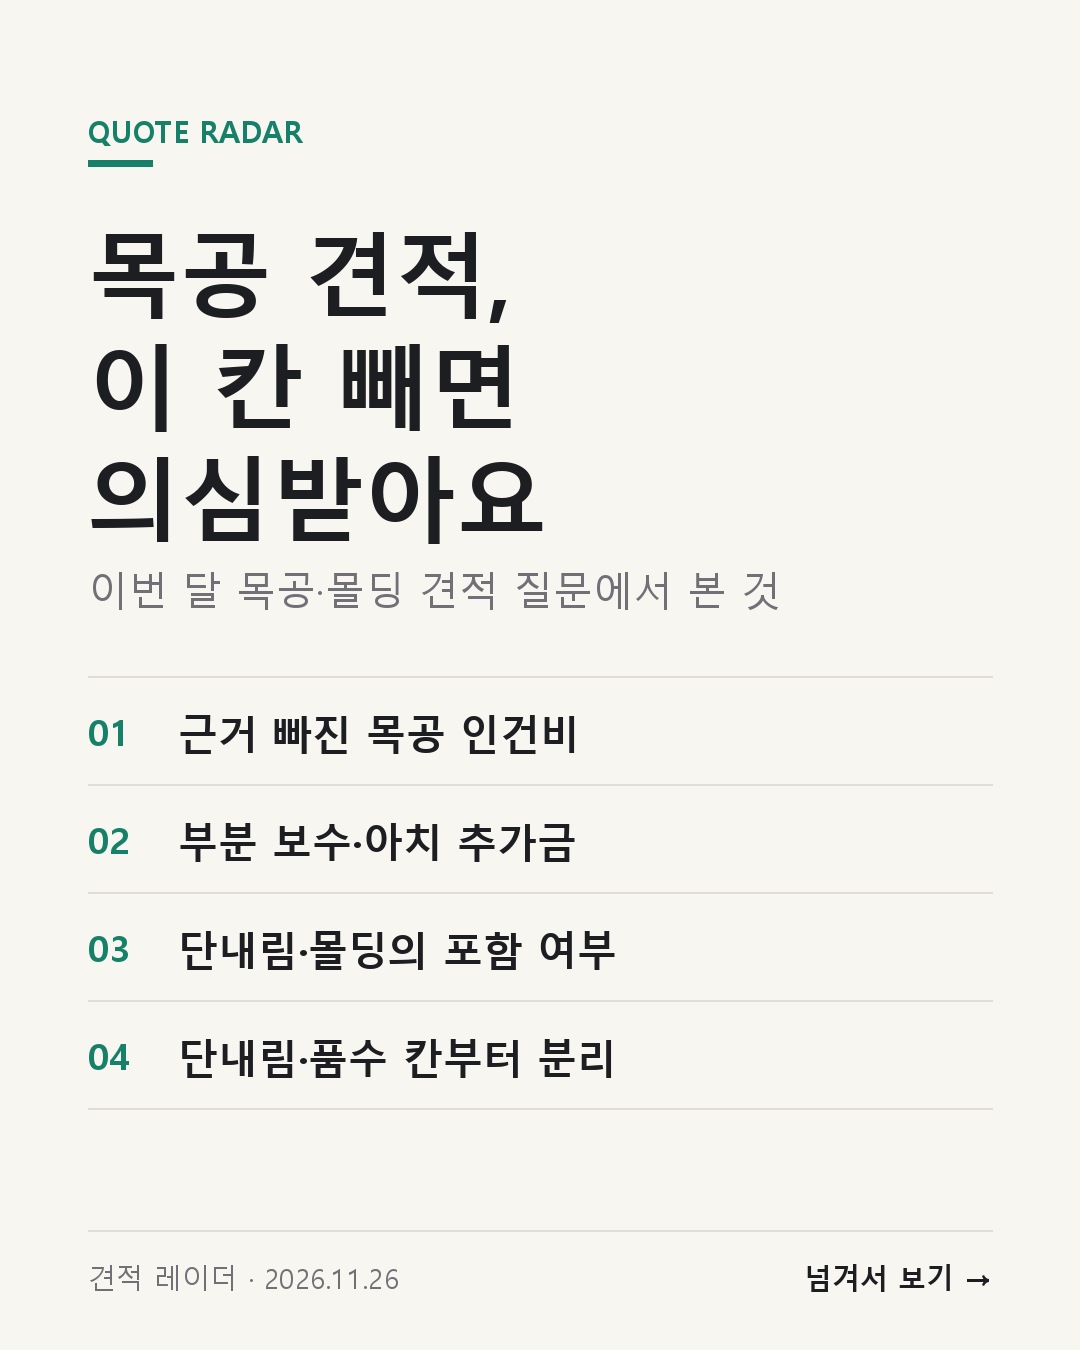 QUOTE RADAR
목공 견적,
이 칸 빼면
의심받아요
이번 달 목공·몰딩 견적 질문에서 본 것
01 근거 빠진 목공 인건비
02 부분 보수·아치 추가금
03 단내림·몰딩의 포함 여부
04 단내림·품수 칸부터 분리
견적 레이더 · 2026.11.26
넘겨서 보기 →